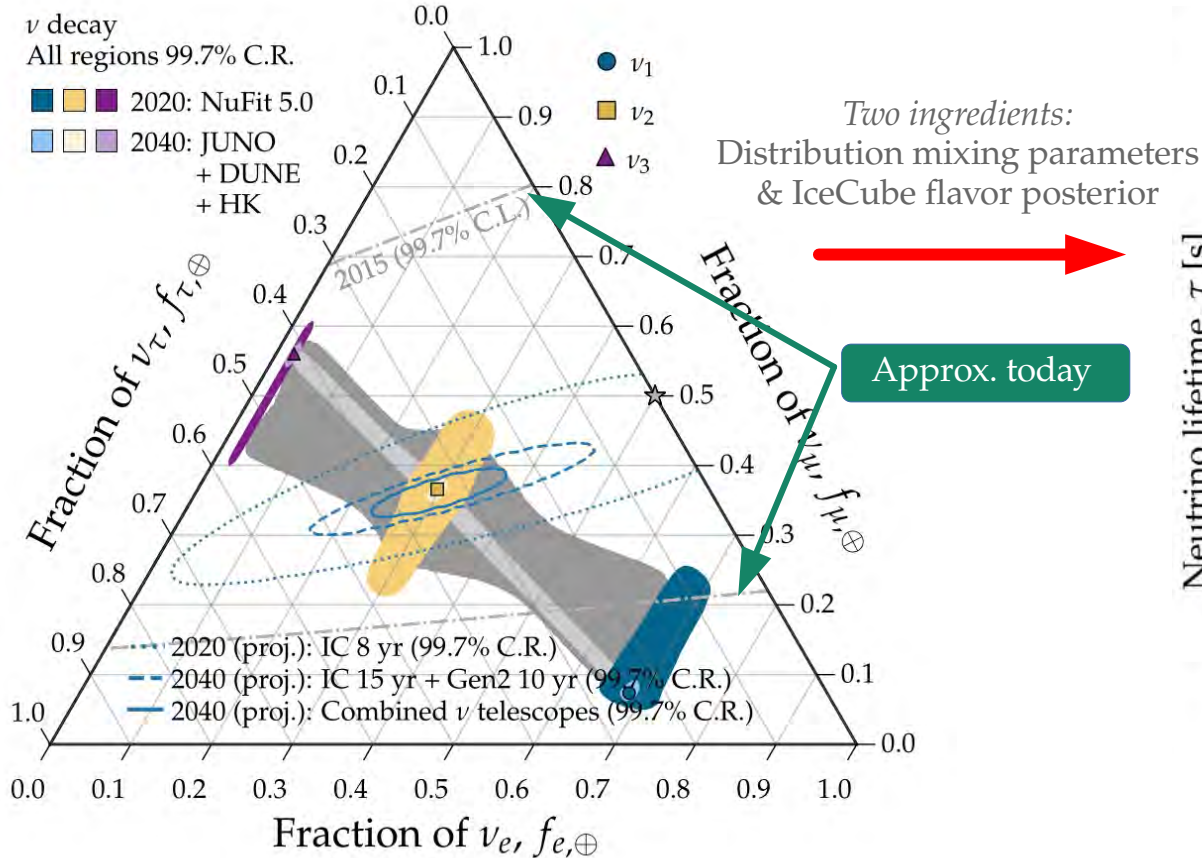 ν decay
All regions 99.7% C.R.
2020: NuFit 5.0
2040: JUNO
+ DUNE
+ HK
ν1
ν2
ν3
Two ingredients:
Distribution mixing parameters
& IceCube flavor posterior
Approx. today
2015 (99.7% C.L.)
Fraction of ντ, fτ,⊕
0.0
0.1
0.2
0.3
0.4
0.5
0.6
0.7
0.8
0.9
1.0
Fraction of νμ, fμ,⊕
1.0
0.9
0.8
0.7
0.6
0.5
0.4
0.3
0.2
0.1
0.0
2020 (proj.): IC 8 yr (99.7% C.R.)
2040 (proj.): IC 15 yr + Gen2 10 yr (99.7% C.R.)
2040 (proj.): Combined ν telescopes (99.7% C.R.)
0.0 0.1 0.2 0.3 0.4 0.5 0.6 0.7 0.8 0.9 1.0
Fraction of νe, fe,⊕
Neutrino lifetime, τ [s]